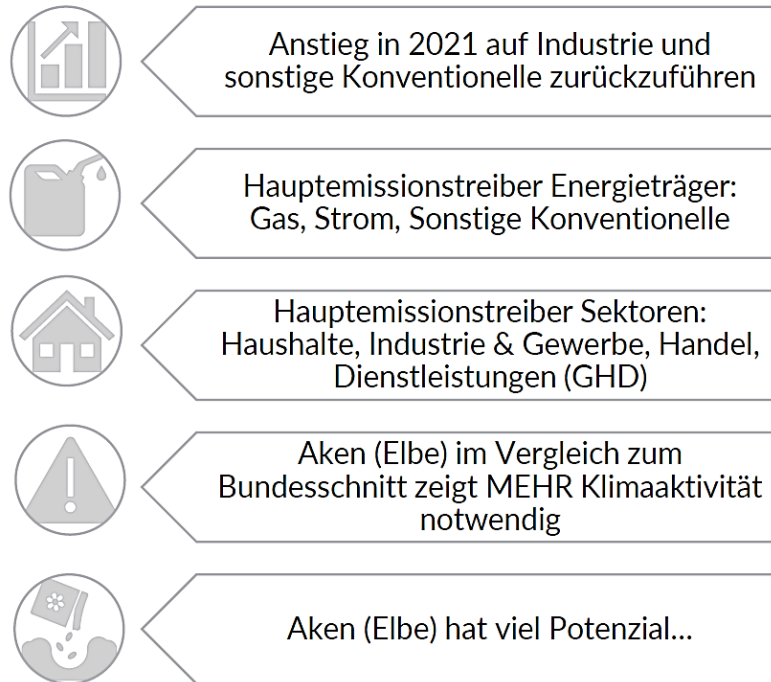 Anstieg in 2021 auf Industrie und
sonstige Konventionelle zurückzuführen
Hauptemissionstreiber Energieträger:
Gas, Strom, Sonstige Konventionelle
Hauptemissionstreiber Sektoren:
Haushalte, Industrie & Gewerbe, Handel,
Dienstleistungen (GHD)
Aken (Elbe) im Vergleich zum
Bundesschnitt zeigt MEHR Klimaaktivität
notwendig
Aken (Elbe) hat viel Potenzial...